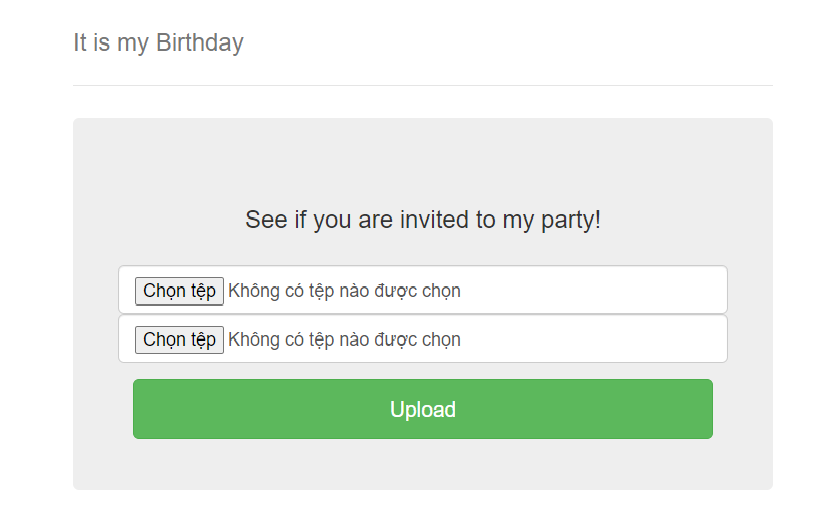 It is my Birthday
See if you are invited to my party!
Chọn tệp Không có tệp nào được chọn
Chọn tệp Không có tệp nào được chọn
Upload